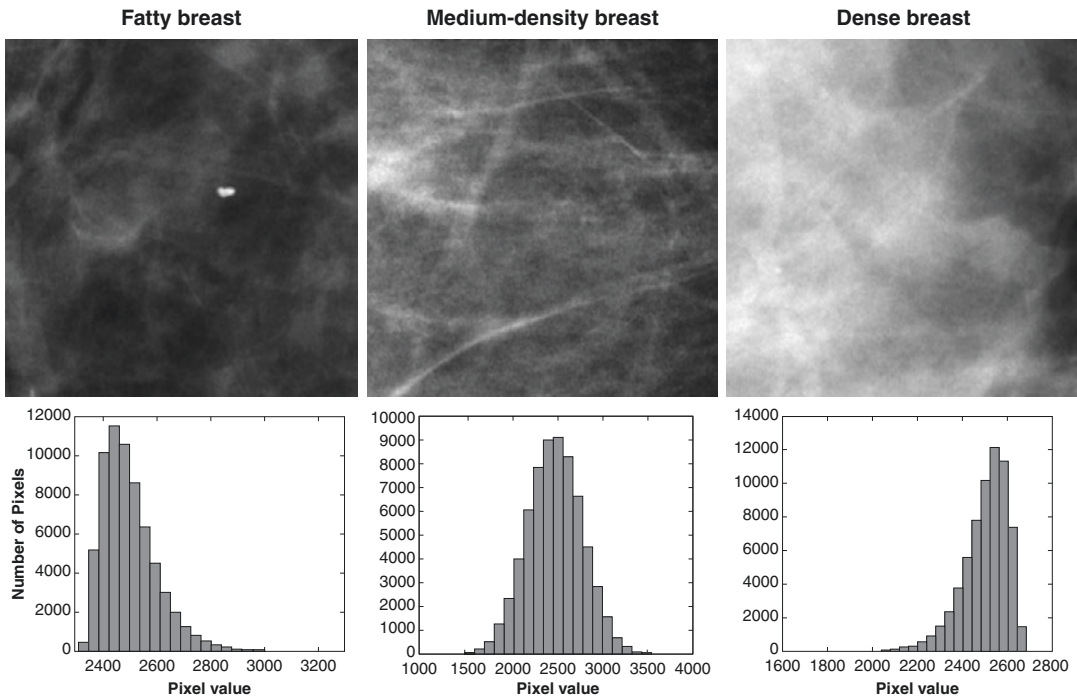 Fatty breast
Medium-density breast
Dense breast
12000
10000
8000
6000
4000
2000
0
Number of Pixels
2400 2600 2800 3000 3200
Pixel value
10000
9000
8000
7000
6000
5000
4000
3000
2000
1000
0
1000 1500 2000 2500 3000 3500 4000
Pixel value
14000
12000
10000
8000
6000
4000
2000
0
1600 1800 2000 2200 2400 2600 2800
Pixel value